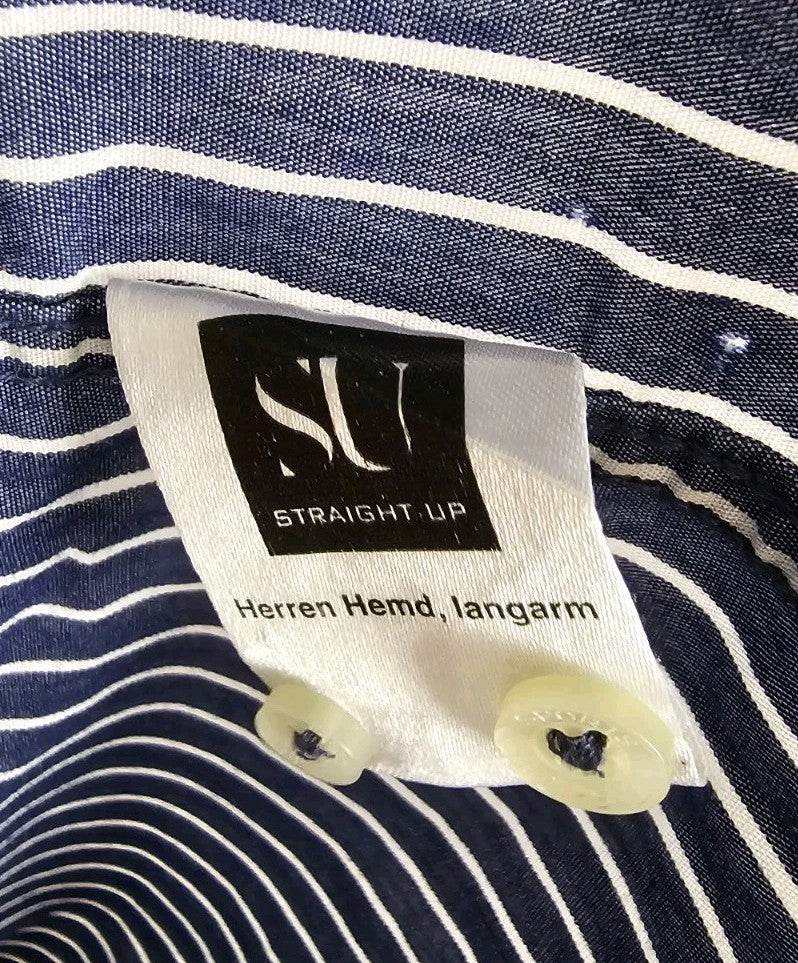 SU
STRAIGHT UP
Herren Hemd, langarm